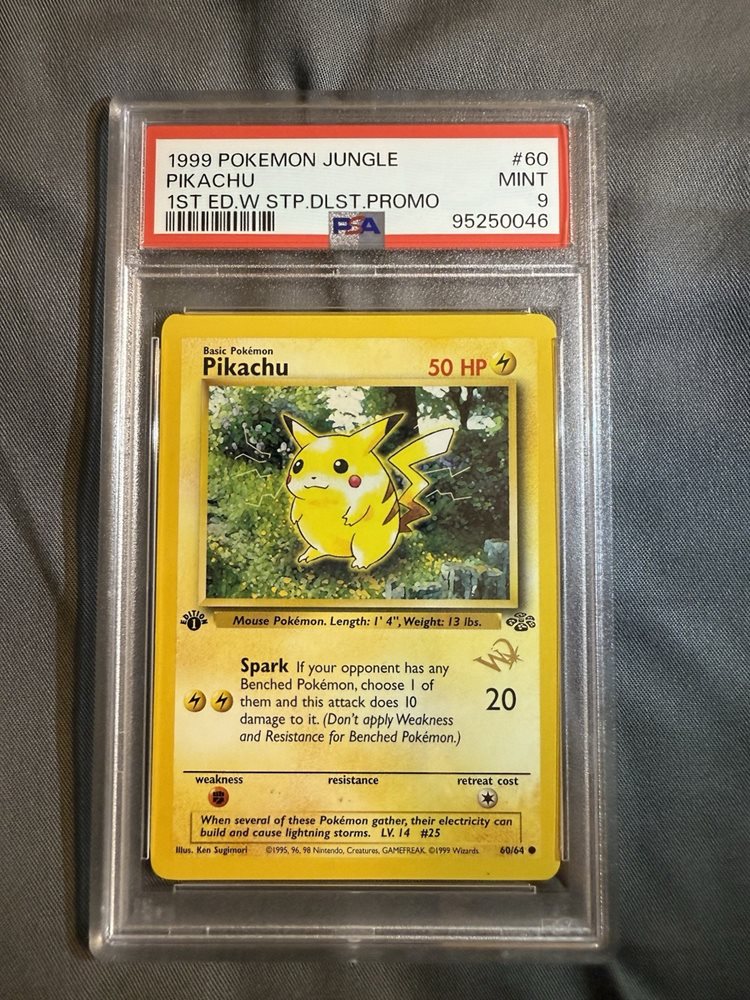 1999 POKEMON JUNGLE #60
PIKACHU MINT
1ST ED.W STP.DLST.PROMO 9
PSA 95250046
Basic Pokémon
Pikachu 50 HP
EDITION 1
Mouse Pokémon. Length: 1' 4", Weight: 13 lbs.
W
Spark If your opponent has any
Benched Pokémon, choose 1 of
them and this attack does 10
damage to it. (Don't apply Weakness
and Resistance for Benched Pokémon.)
20
weakness resistance retreat cost
When several of these Pokémon gather, their electricity can
build and cause lightning storms. LV. 14 #25
Illus. Ken Sugimori ©1995, 96, 98 Nintendo, Creatures, GAMEFREAK. ©1999 Wizards. 60/64